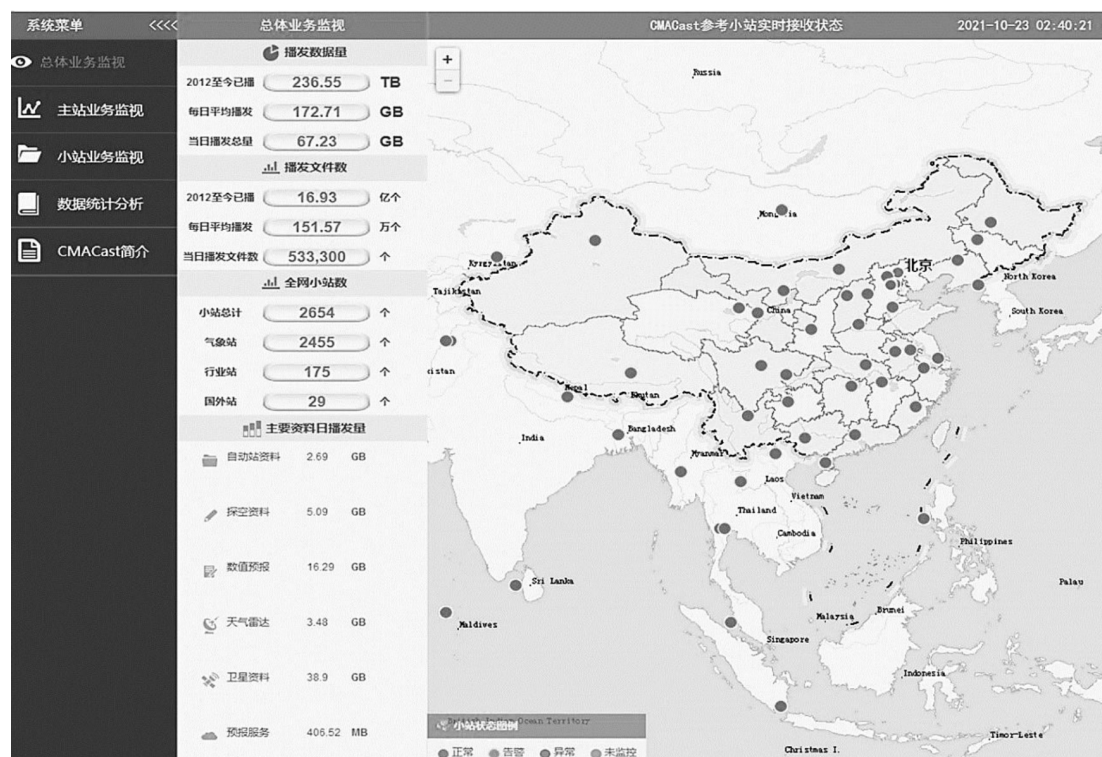 系统菜单 <<<<
总体业务监视
主站业务监视
小站业务监视
数据统计分析
CMACast简介
总体业务监视
播发数据量
2012至今已播 236.55 TB
每日平均播发 172.71 GB
当日播发总量 67.23 GB
播发文件数
2012至今已播 16.93 亿个
每日平均播发 151.57 万个
当日播发文件数 533,300 个
全网小站数
小站总计 2654 个
气象站 2455 个
行业站 175 个
国外站 29 个
主要资料日播发量
自动站资料 2.69 GB
探空资料 5.09 GB
数值预报 16.29 GB
天气雷达 3.48 GB
卫星资料 38.9 GB
预报服务 406.52 MB
CMACast参考小站实时接收状态 2021-10-23 02:40:21
+
−
Russia
北京
North Korea
Tajikistan
China
South Korea
istan
Nepal
Bhutan
India
Bangladesh
Myanmar
Laos
Vietnam
Thailand
Cambodia
Philippines
Sri Lanka
Palau
Maldives
Malaysia
Brunei
Singapore
Indonesia
British Indian Ocean Territory
小站状态图例
Timor-Leste
正常 告警 异常 未监控
Christmas I.